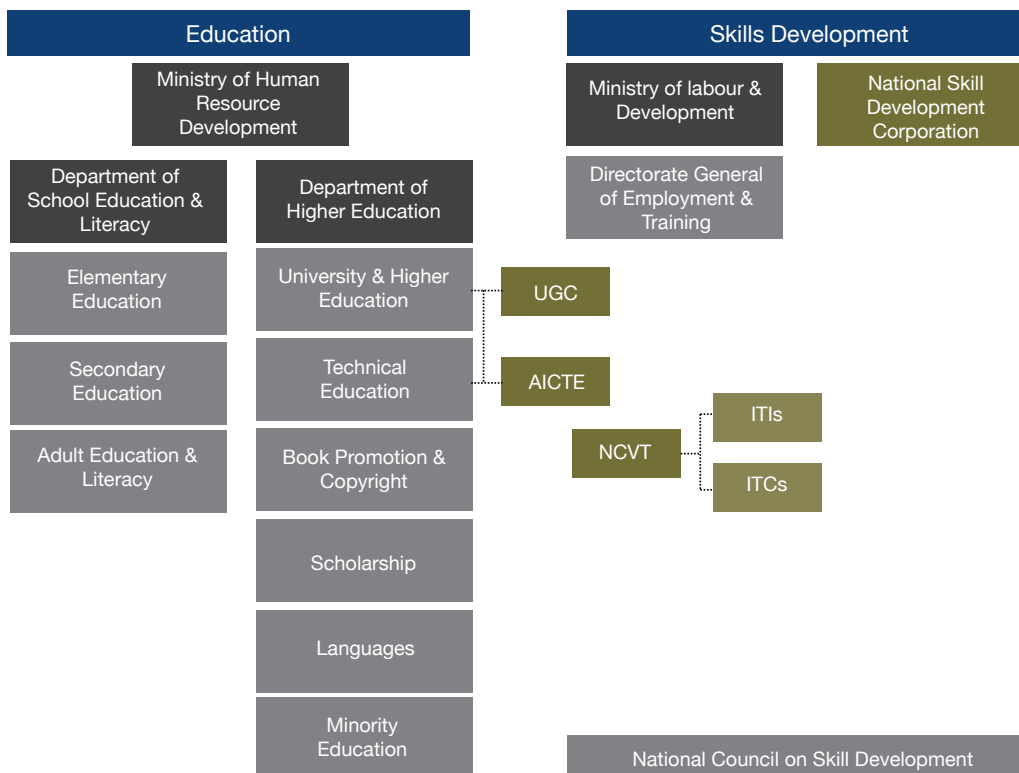 Education
Ministry of Human
Resource
Development
Department of
School Education &
Literacy
Elementary
Education
Secondary
Education
Adult Education &
Literacy
Department of
Higher Education
University & Higher
Education
Technical
Education
Book Promotion &
Copyright
Scholarship
Languages
Minority
Education
UGC
AICTE
Skills Development
Ministry of labour &
Development
Directorate General
of Employment &
Training
National Skill
Development
Corporation
NCVT
ITIs
ITCs
National Council on Skill Development